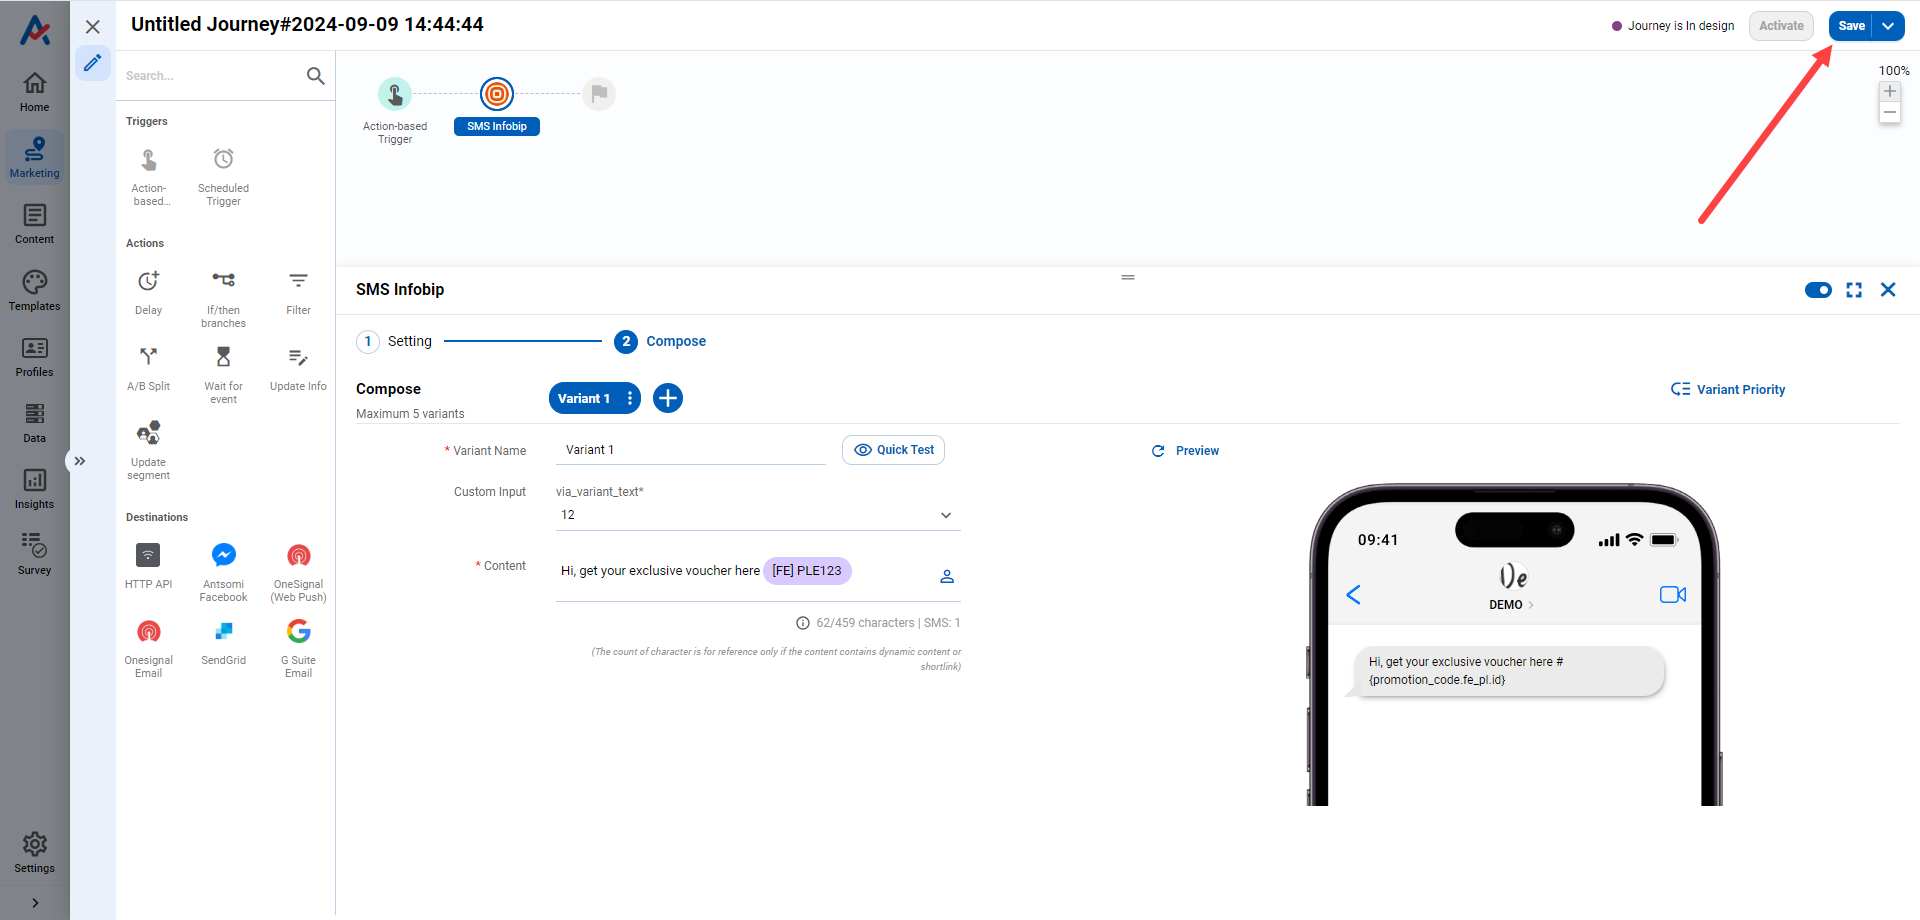 Untitled Journey#2024-09-09 14:44:44
Journey is In design
Activate
Save
Home
Marketing
Content
Templates
Profiles
Data
Insights
Survey
Settings
Search...
Triggers
Action-
based...
Scheduled
Trigger
Actions
Delay
If/then
branches
Filter
A/B Split
Wait for
event
Update Info
Update
segment
Destinations
HTTP API
Antsomi
Facebook
OneSignal
(Web Push)
Onesignal
Email
SendGrid
G Suite
Email
Action-based
Trigger
SMS Infobip
100%
SMS Infobip
1 Setting
2 Compose
Compose
Maximum 5 variants
Variant 1
Variant Priority
* Variant Name
Variant 1
Quick Test
Custom Input
via_variant_text*
12
* Content
Hi, get your exclusive voucher here [FE] PLE123
62/459 characters | SMS: 1
(The count of character is for reference only if the content contains dynamic content or
shortlink)
Preview
09:41
De
DEMO
Hi, get your exclusive voucher here #
{promotion_code.fe_pl.id}